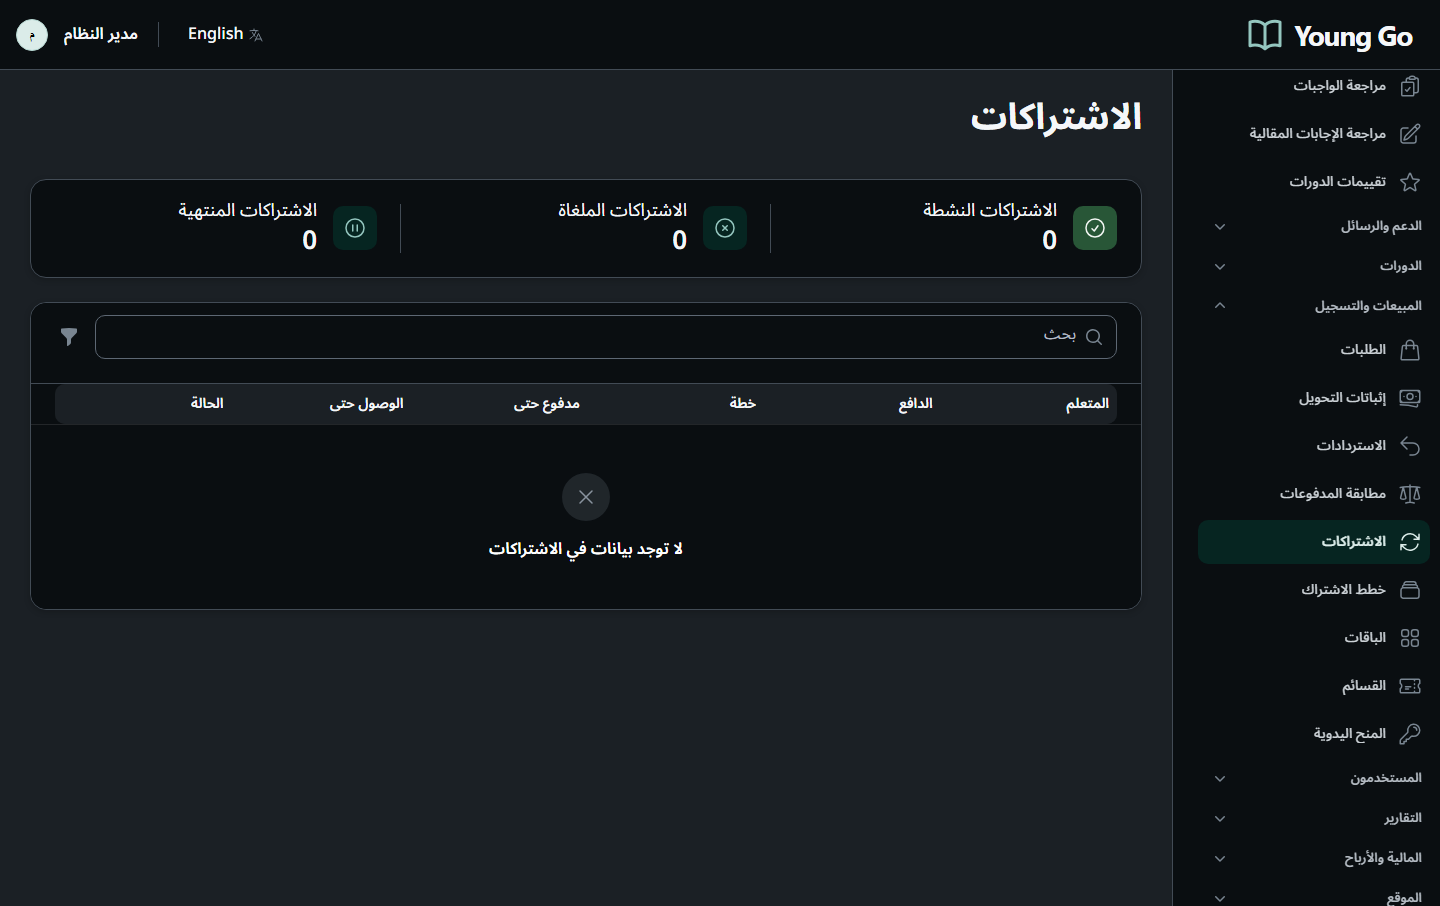 Young Go
English
مدير النظام
م
مراجعة الواجبات
مراجعة الإجابات المقالية
تقييمات الدورات
الدعم والرسائل
الدورات
المبيعات والتسجيل
الطلبات
إثباتات التحويل
الاستردادات
مطابقة المدفوعات
الاشتراكات
خطط الاشتراك
الباقات
القسائم
المنح اليدوية
المستخدمون
التقارير
المالية والأرباح
الموقع
الاشتراكات
الاشتراكات النشطة
0
الاشتراكات الملغاة
0
الاشتراكات المنتهية
0
بحث
المتعلم الدافع خطة مدفوع حتى الوصول حتى الحالة
لا توجد بيانات في الاشتراكات